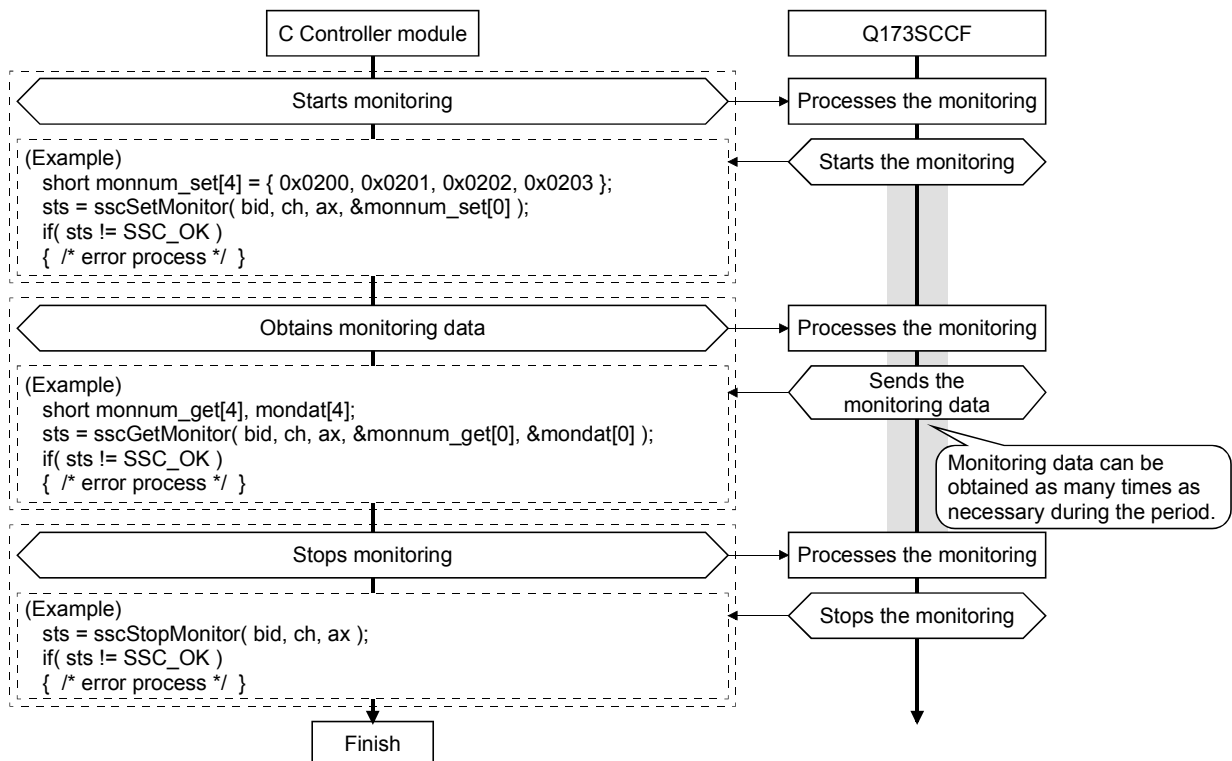 C Controller module
Q173SCCF
Starts monitoring
Processes the monitoring
Starts the monitoring
(Example)
short monnum_set[4] = { 0x0200, 0x0201, 0x0202, 0x0203 };
sts = sscSetMonitor( bid, ch, ax, &monnum_set[0] );
if( sts != SSC_OK )
{ /* error process */ }
Obtains monitoring data
Processes the monitoring
Sends the
monitoring data
(Example)
short monnum_get[4], mondat[4];
sts = sscGetMonitor( bid, ch, ax, &monnum_get[0], &mondat[0] );
if( sts != SSC_OK )
{ /* error process */ }
Monitoring data can be
obtained as many times as
necessary during the period.
Stops monitoring
Processes the monitoring
Stops the monitoring
(Example)
sts = sscStopMonitor( bid, ch, ax );
if( sts != SSC_OK )
{ /* error process */ }
Finish